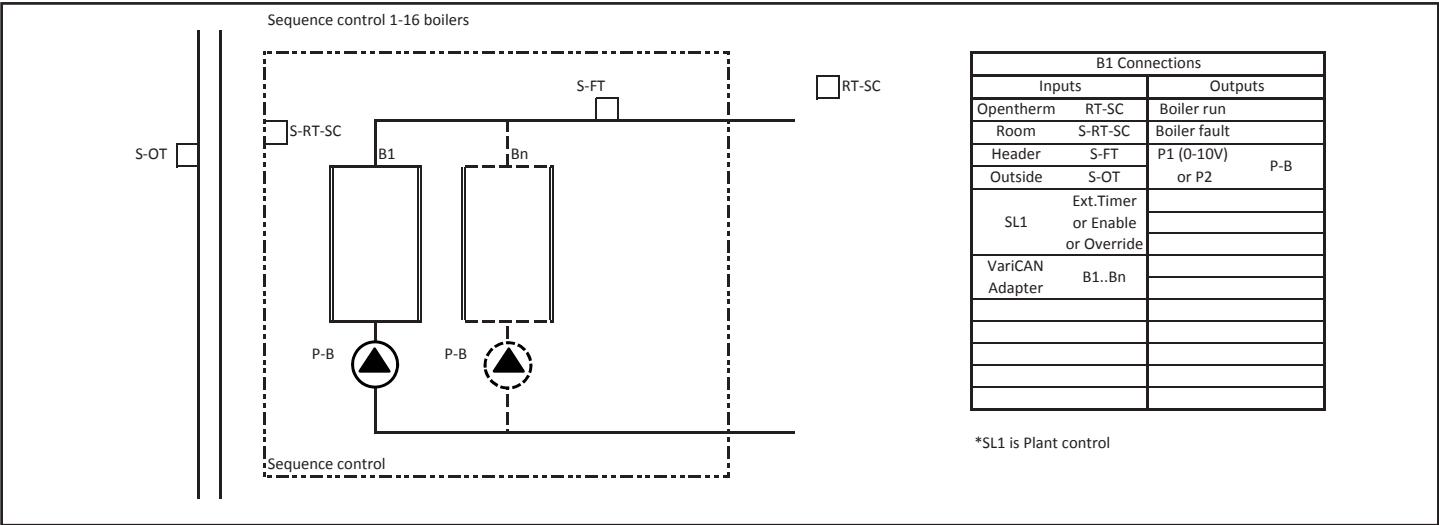 Sequence control 1-16 boilers
S-FT
RT-SC
S-RT-SC
S-OT
B1
Bn
P-B
P-B
Sequence control
B1 Connections
Inputs Outputs
Opentherm RT-SC Boiler run
Room S-RT-SC Boiler fault
Header S-FT P1 (0-10V)
P-B
Outside S-OT or P2
Ext.Timer
SL1 or Enable
or Override
VariCAN
B1..Bn
Adapter
*SL1 is Plant control